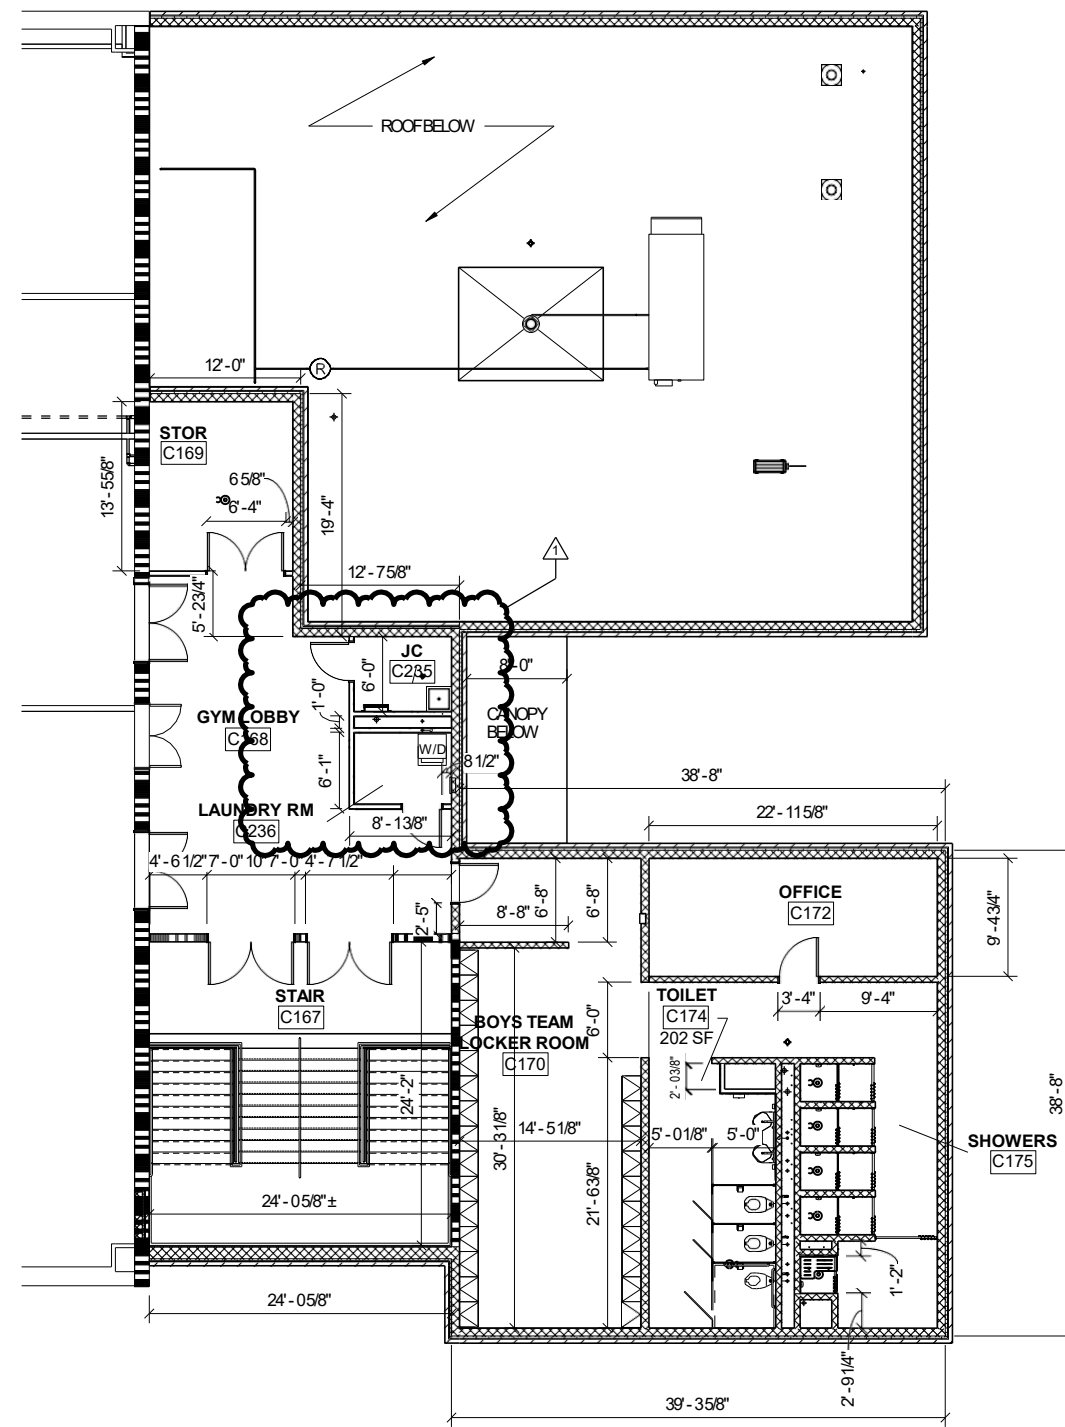 ROOF BELOW
12'-0"
R
STOR
C169
6 5/8"
6'-4"
13'-5 5/8"
19'-4"
1
12'-7 5/8"
5'-2 3/4"
JC
C235
6'-0"
8'-0"
1'-0"
GYM LOBBY
C168
CANOPY
BELOW
W/D
8 1/2"
6'-1"
38'-8"
LAUNDRY RM
C236
8'-1 3/8"
22'-11 5/8"
4'-6 1/2"
7'-0"
10"
7'-0"
4'-7 1/2"
OFFICE
C172
6'-8"
6'-8"
8'-8"
2'-5"
9'-4 3/4"
STAIR
C167
TOILET
C174
202 SF
3'-4"
9'-4"
BOYS TEAM
LOCKER ROOM
C170
6'-0"
2'-0 3/8"
24'-2"
38'-8"
30'-3 1/8"
14'-5 1/8"
5'-0 1/8"
5'-0"
SHOWERS
C175
21'-6 3/8"
24'-0 5/8"±
1'-2"
24'-0 5/8"
2'-9 1/4"
39'-3 5/8"